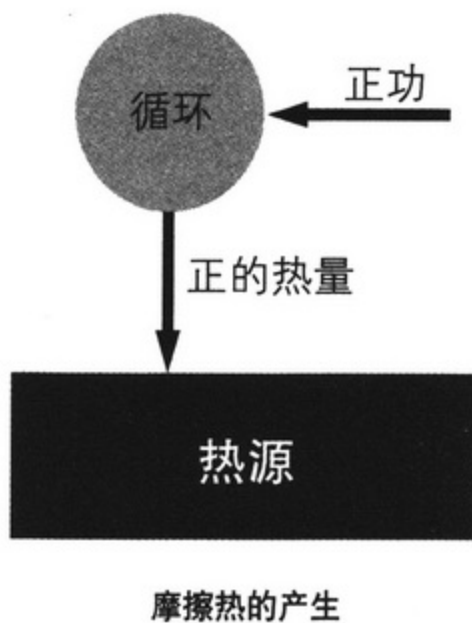 循环
正功
正的热量
热源
摩擦热的产生